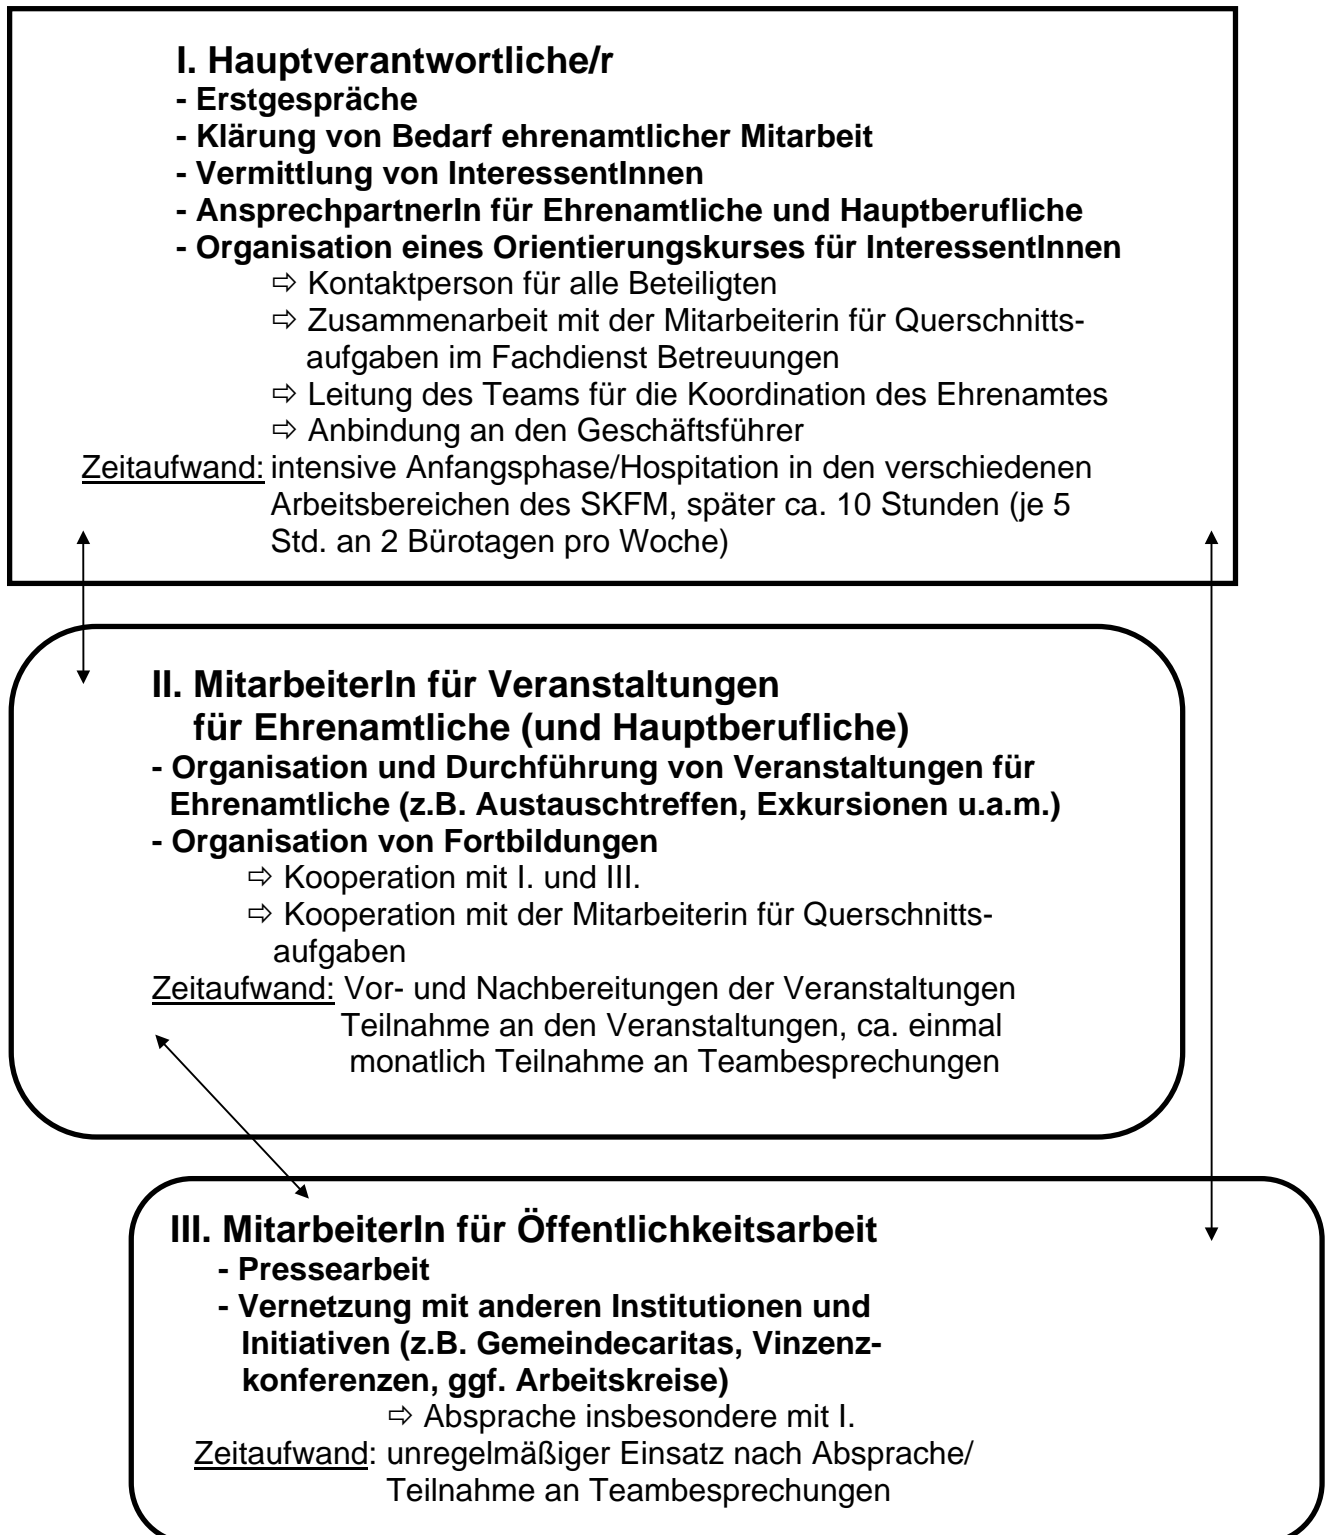 I. Hauptverantwortliche/r
- Erstgespräche
- Klärung von Bedarf ehrenamtlicher Mitarbeit
- Vermittlung von InteressentInnen
- AnsprechpartnerIn für Ehrenamtliche und Hauptberufliche
- Organisation eines Orientierungskurses für InteressentInnen
⇨ Kontaktperson für alle Beteiligten
⇨ Zusammenarbeit mit der Mitarbeiterin für Querschnitts-
aufgaben im Fachdienst Betreuungen
⇨ Leitung des Teams für die Koordination des Ehrenamtes
⇨ Anbindung an den Geschäftsführer
Zeitaufwand: intensive Anfangsphase/Hospitation in den verschiedenen
Arbeitsbereichen des SKFM, später ca. 10 Stunden (je 5
Std. an 2 Bürotagen pro Woche)
II. MitarbeiterIn für Veranstaltungen
für Ehrenamtliche (und Hauptberufliche)
- Organisation und Durchführung von Veranstaltungen für
Ehrenamtliche (z.B. Austauschtreffen, Exkursionen u.a.m.)
- Organisation von Fortbildungen
⇨ Kooperation mit I. und III.
⇨ Kooperation mit der Mitarbeiterin für Querschnitts-
aufgaben
Zeitaufwand: Vor- und Nachbereitungen der Veranstaltungen
Teilnahme an den Veranstaltungen, ca. einmal
monatlich Teilnahme an Teambesprechungen
III. MitarbeiterIn für Öffentlichkeitsarbeit
- Pressearbeit
- Vernetzung mit anderen Institutionen und
Initiativen (z.B. Gemeindecaritas, Vinzenz-
konferenzen, ggf. Arbeitskreise)
⇨ Absprache insbesondere mit I.
Zeitaufwand: unregelmäßiger Einsatz nach Absprache/
Teilnahme an Teambesprechungen